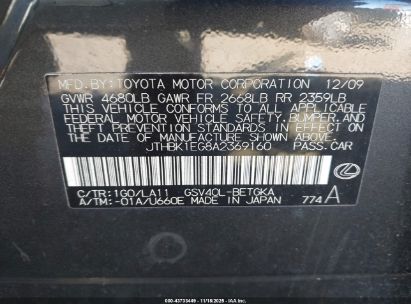 MFD. BY: TOYOTA MOTOR CORPORATION 12/09
GVWR 4680LB GAWR FR 2668LB RR 2359LB
THIS VEHICLE CONFORMS TO ALL APPLICABLE
FEDERAL MOTOR VEHICLE SAFETY,
BUMPER, AND THEFT PREVENTION STANDARDS
IN EFFECT ON THE DATE OF MANUFACTURE
SHOWN ABOVE.
JTHBK1EG8A2369160 PASS.CAR
C/TR:1G0/LA11 GSV40L-BETGKA
A/TM:-01A/U660E MADE IN JAPAN 774 A